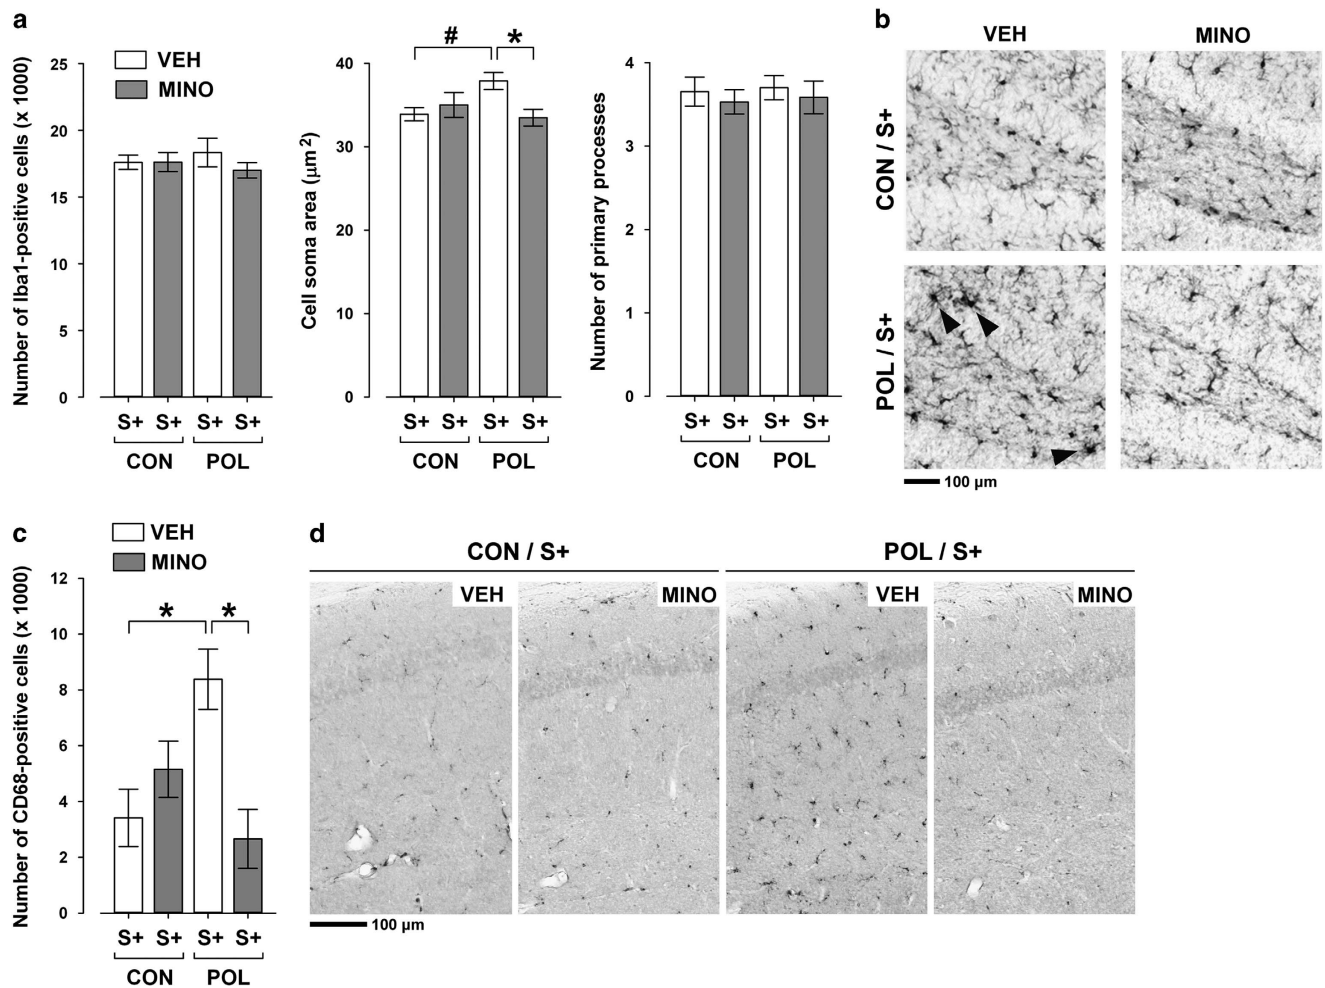 a
VEH
MINO
Number of Iba1-positive cells (x 1000)
25
20
15
10
5
0
S+ S+ S+ S+
CON POL
# *
Cell soma area (μm 2)
40
30
20
10
0
S+ S+ S+ S+
CON POL
Number of primary processes
4
3
2
1
0
S+ S+ S+ S+
CON POL
b
VEH MINO
CON / S+
POL / S+
100 μm
c
VEH
MINO
Number of CD68-positive cells (x 1000)
12
10
8
6
4
2
0
* *
S+ S+ S+ S+
CON POL
d
CON / S+ POL / S+
VEH MINO VEH MINO
100 μm